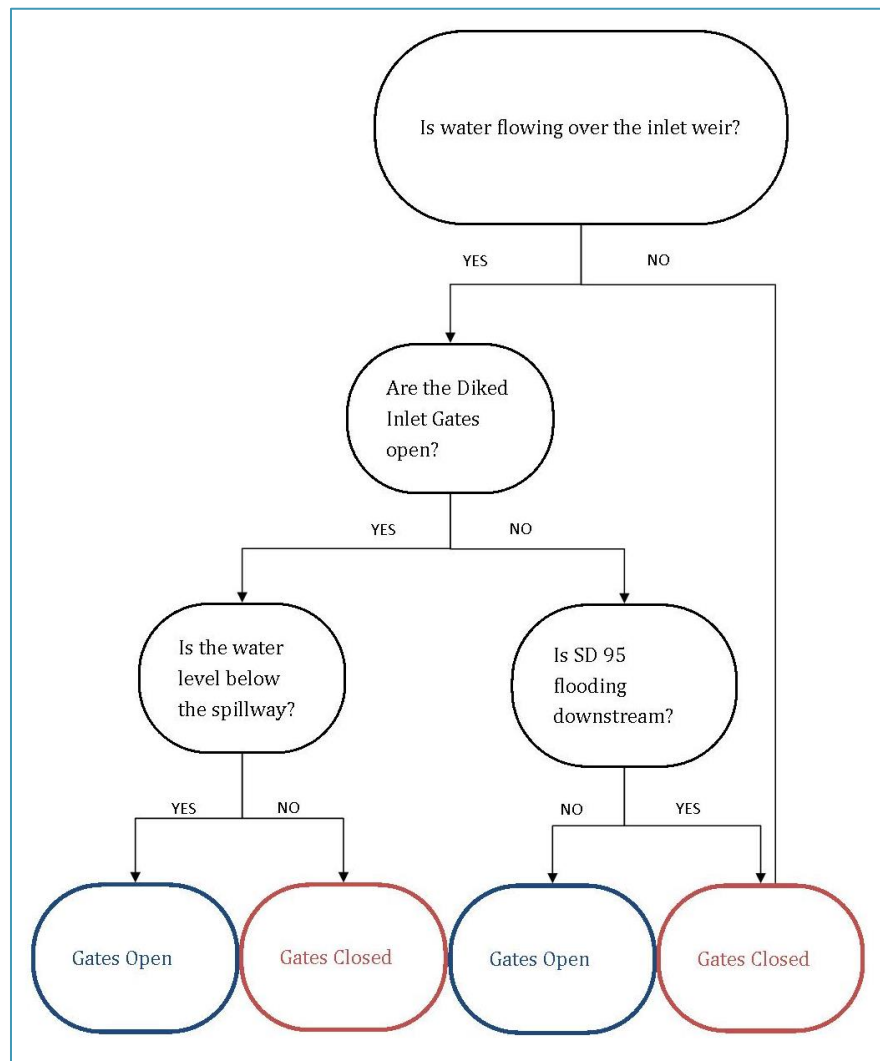 Is water flowing over the inlet weir?
YES
NO
Are the Diked
Inlet Gates
open?
YES
NO
Is the water
level below
the spillway?
Is SD 95
flooding
downstream?
YES
NO
NO
YES
Gates Open
Gates Closed
Gates Open
Gates Closed